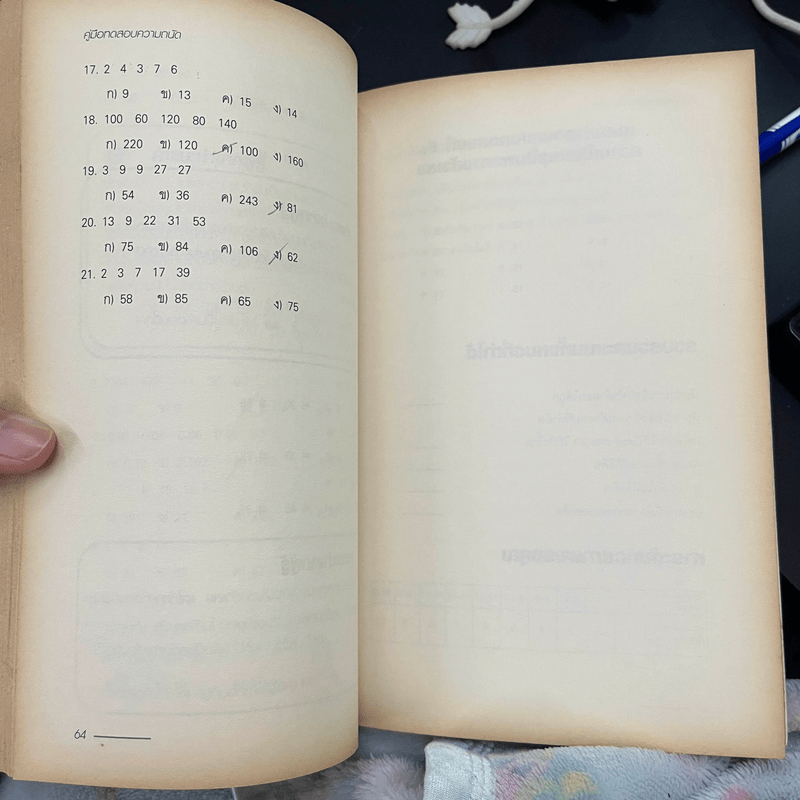 คู่มือทดสอบความถนัด
17. 2 4 3 7 6
ก) 9 ข) 13 ค) 15 ง) 14
18. 100 60 120 80 140
ก) 220 ข) 120 ค) 100 ง) 160
19. 3 9 9 27 27
ก) 54 ข) 36 ค) 243 ง) 81
20. 13 9 22 31 53
ก) 75 ข) 84 ค) 106 ง) 62
21. 2 3 7 17 39
ก) 58 ข) 85 ค) 65 ง) 75
64